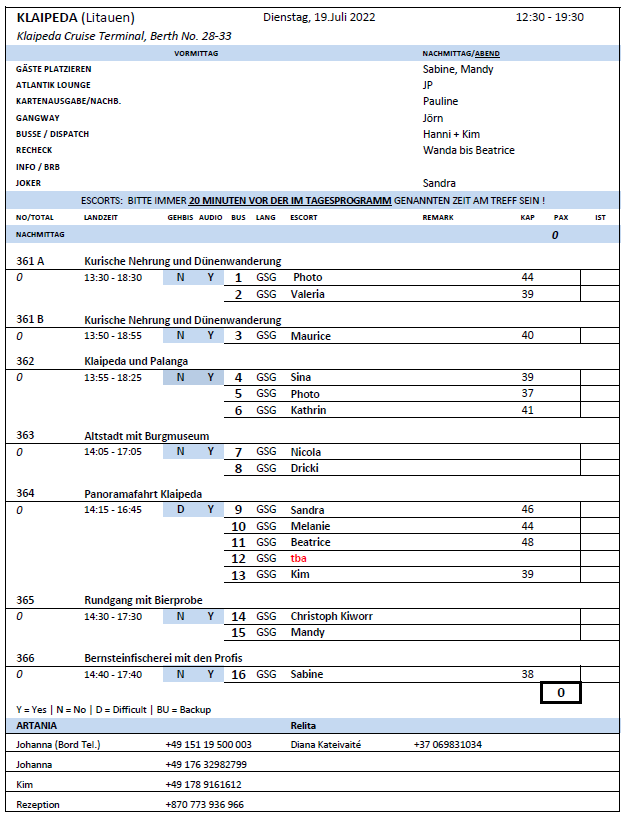 KLAIPEDA (Litauen) Dienstag, 19.Juli 2022 12:30 - 19:30
Klaipeda Cruise Terminal, Berth No. 28-33
VORMITTAG NACHMITTAG/ABEND
GÄSTE PLATZIEREN Sabine, Mandy
ATLANTIK LOUNGE JP
KARTENAUSGABE/NACHB. Pauline
GANGWAY Jörn
BUSSE / DISPATCH Hanni + Kim
RECHECK Wanda bis Beatrice
INFO / BRB
JOKER Sandra
ESCORTS: BITTE IMMER 20 MINUTEN VOR DER IM TAGESPROGRAMM GENANNTEN ZEIT AM TREFF SEIN !
NO/TOTAL LANDZEIT GEHBIS AUDIO BUS LANG ESCORT REMARK KAP PAX IST
NACHMITTAG 0
361 A Kurische Nehrung und Dünenwanderung
0 13:30 - 18:30 N Y 1 GSG Photo 44
2 GSG Valeria 39
361 B Kurische Nehrung und Dünenwanderung
0 13:50 - 18:55 N Y 3 GSG Maurice 40
362 Klaipeda und Palanga
0 13:55 - 18:25 N Y 4 GSG Sina 39
5 GSG Photo 37
6 GSG Kathrin 41
363 Altstadt mit Burgmuseum
0 14:05 - 17:05 N Y 7 GSG Nicola
8 GSG Dricki
364 Panoramafahrt Klaipeda
0 14:15 - 16:45 D Y 9 GSG Sandra 46
10 GSG Melanie 44
11 GSG Beatrice 48
12 GSG tba
13 GSG Kim 39
365 Rundgang mit Bierprobe
0 14:30 - 17:30 N Y 14 GSG Christoph Kiworr
15 GSG Mandy
366 Bernsteinfischerei mit den Profis
0 14:40 - 17:40 N Y 16 GSG Sabine 38
0
Y = Yes | N = No | D = Difficult | BU = Backup
ARTANIA Relita
Johanna (Bord Tel.) +49 151 19 500 003 Diana Kateivaité +37 069831034
Johanna +49 176 32982799
Kim +49 178 9161612
Rezeption +870 773 936 966